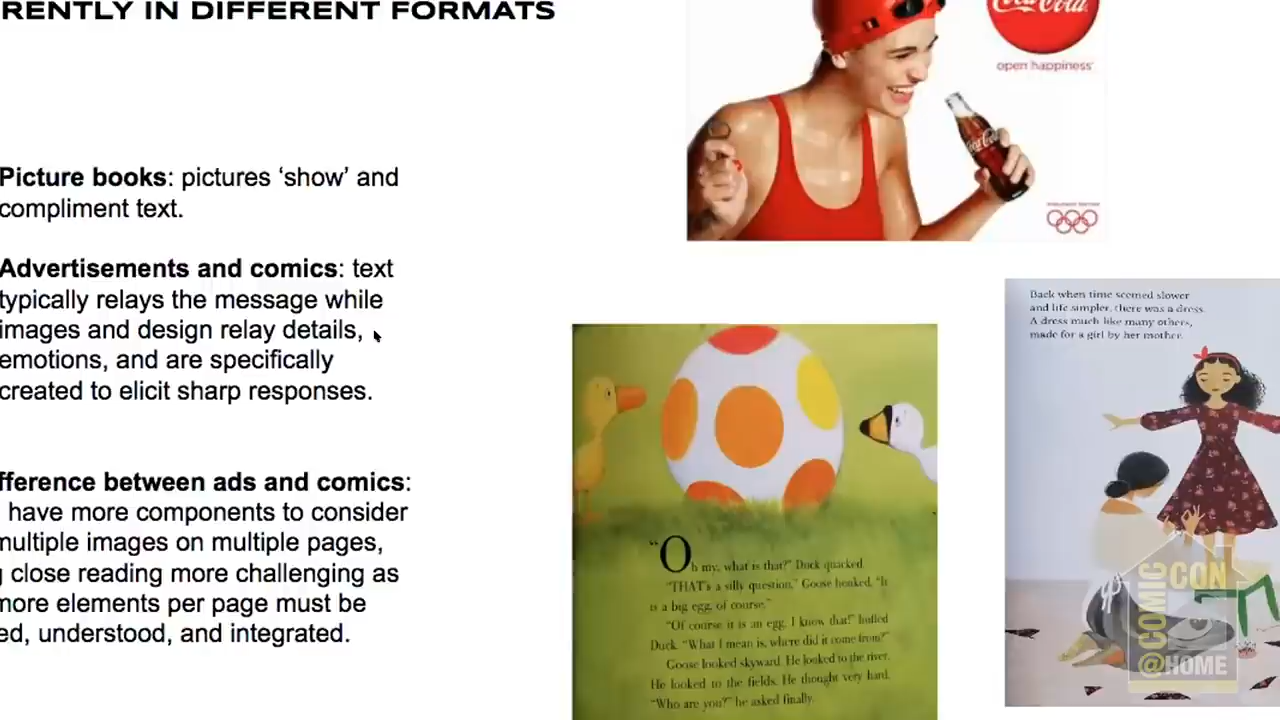 RENTLY IN DIFFERENT FORMATS
Picture books: pictures ‘show’ and
compliment text.
Advertisements and comics: text
typically relays the message while
images and design relay details,
emotions, and are specifically
created to elicit sharp responses.
fference between ads and comics:
have more components to consider
multiple images on multiple pages,
g close reading more challenging as
more elements per page must be
ed, understood, and integrated.
Coca-Cola
open happiness
Coca-Cola
“Oh my, what is that?” Duck quacked.
“THAT's a silly question,” Goose honked. “It
is a big egg, of course.”
“Of course it is an egg, I know that!” huffed
Duck. “What I mean is, where did it come from?”
Goose looked skyward. He looked to the river.
He looked to the fields. He thought very hard.
“Who are you?” he asked finally.
Back when time seemed slower
and life simpler, there was a dress.
A dress much like many others,
made for a girl by her mother.
COMIC
CON
@HOME